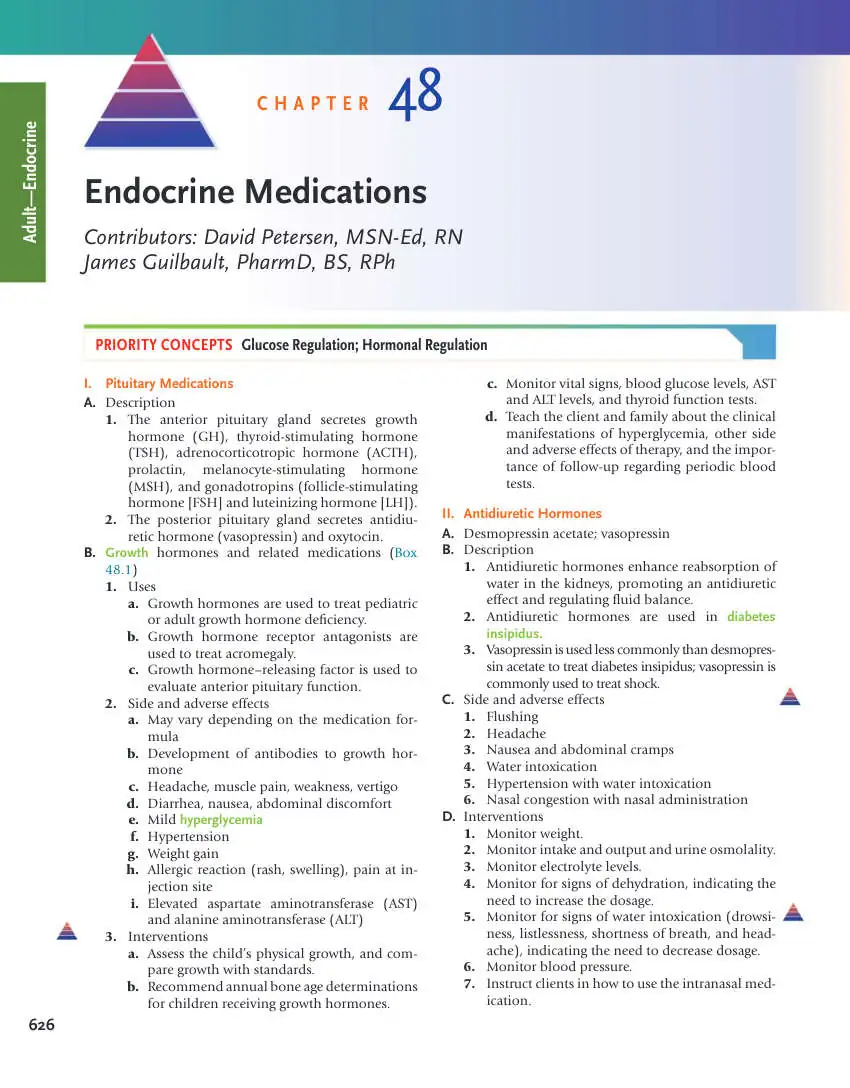 Adult—Endocrine
CHAPTER 48
Endocrine Medications
Contributors: David Petersen, MSN-Ed, RN
James Guilbault, PharmD, BS, RPh
PRIORITY CONCEPTS Glucose Regulation; Hormonal Regulation
I. Pituitary Medications
A. Description
1. The anterior pituitary gland secretes growth
hormone (GH), thyroid-stimulating hormone
(TSH), adrenocorticotropic hormone (ACTH),
prolactin, melanocyte-stimulating hormone
(MSH), and gonadotropins (follicle-stimulating
hormone [FSH] and luteinizing hormone [LH]).
2. The posterior pituitary gland secretes antidiu-
retic hormone (vasopressin) and oxytocin.
B. Growth hormones and related medications (Box
48.1)
1. Uses
a. Growth hormones are used to treat pediatric
or adult growth hormone deficiency.
b. Growth hormone receptor antagonists are
used to treat acromegaly.
c. Growth hormone–releasing factor is used to
evaluate anterior pituitary function.
2. Side and adverse effects
a. May vary depending on the medication for-
mula
b. Development of antibodies to growth hor-
mone
c. Headache, muscle pain, weakness, vertigo
d. Diarrhea, nausea, abdominal discomfort
e. Mild hyperglycemia
f. Hypertension
g. Weight gain
h. Allergic reaction (rash, swelling), pain at in-
jection site
i. Elevated aspartate aminotransferase (AST)
and alanine aminotransferase (ALT)
3. Interventions
a. Assess the child's physical growth, and com-
pare growth with standards.
b. Recommend annual bone age determinations
for children receiving growth hormones.
c. Monitor vital signs, blood glucose levels, AST
and ALT levels, and thyroid function tests.
d. Teach the client and family about the clinical
manifestations of hyperglycemia, other side
and adverse effects of therapy, and the impor-
tance of follow-up regarding periodic blood
tests.
II. Antidiuretic Hormones
A. Desmopressin acetate; vasopressin
B. Description
1. Antidiuretic hormones enhance reabsorption of
water in the kidneys, promoting an antidiuretic
effect and regulating fluid balance.
2. Antidiuretic hormones are used in diabetes
insipidus.
3. Vasopressin is used less commonly than desmopres-
sin acetate to treat diabetes insipidus; vasopressin is
commonly used to treat shock.
C. Side and adverse effects
1. Flushing
2. Headache
3. Nausea and abdominal cramps
4. Water intoxication
5. Hypertension with water intoxication
6. Nasal congestion with nasal administration
D. Interventions
1. Monitor weight.
2. Monitor intake and output and urine osmolality.
3. Monitor electrolyte levels.
4. Monitor for signs of dehydration, indicating the
need to increase the dosage.
5. Monitor for signs of water intoxication (drowsi-
ness, listlessness, shortness of breath, and head-
ache), indicating the need to decrease dosage.
6. Monitor blood pressure.
7. Instruct clients in how to use the intranasal med-
ication.
626